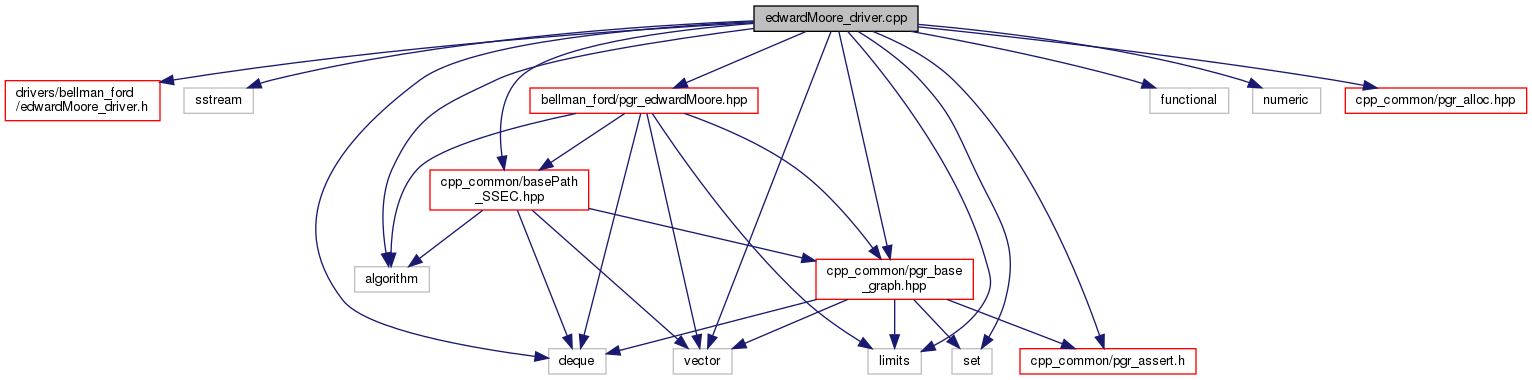 edwardMoore_driver.cpp
drivers/bellman_ford
/edwardMoore_driver.h
sstream
bellman_ford/pgr_edwardMoore.hpp
functional
numeric
cpp_common/pgr_alloc.hpp
cpp_common/basePath
_SSEC.hpp
algorithm
cpp_common/pgr_base
_graph.hpp
deque
vector
limits
set
cpp_common/pgr_assert.h